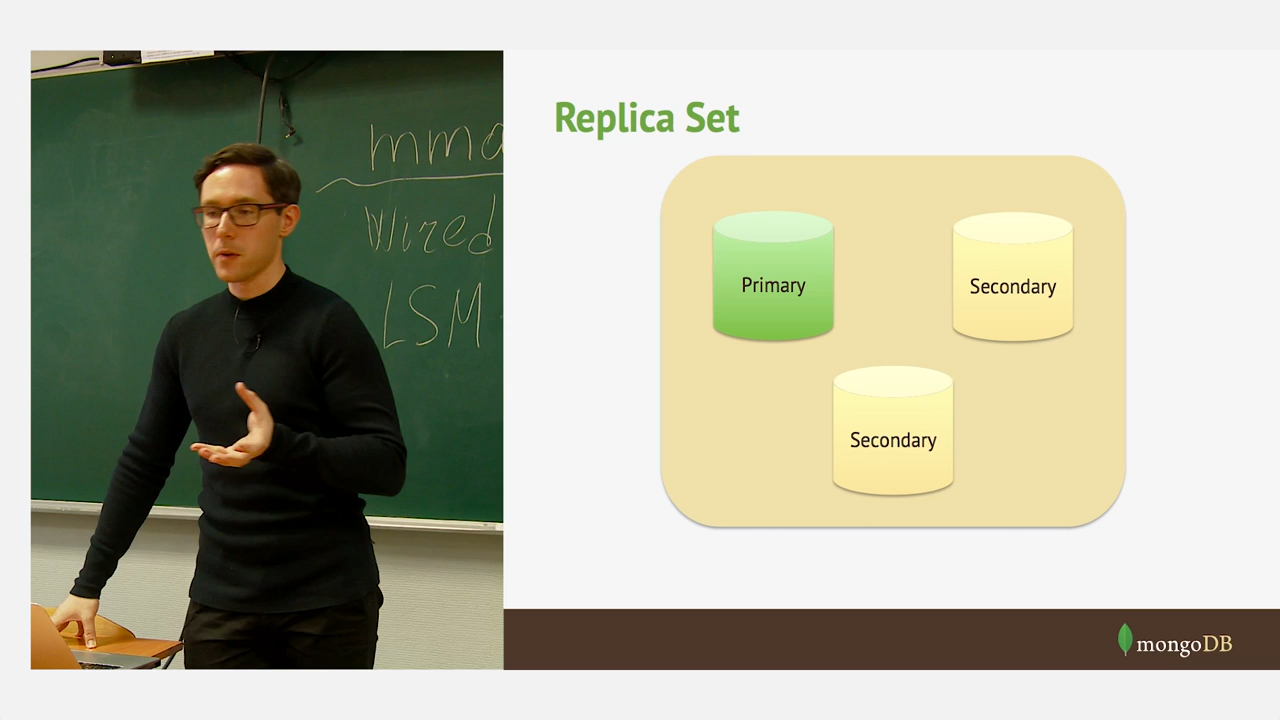 mmo
Wired
LSM
Replica Set
Primary
Secondary
Secondary
mongoDB